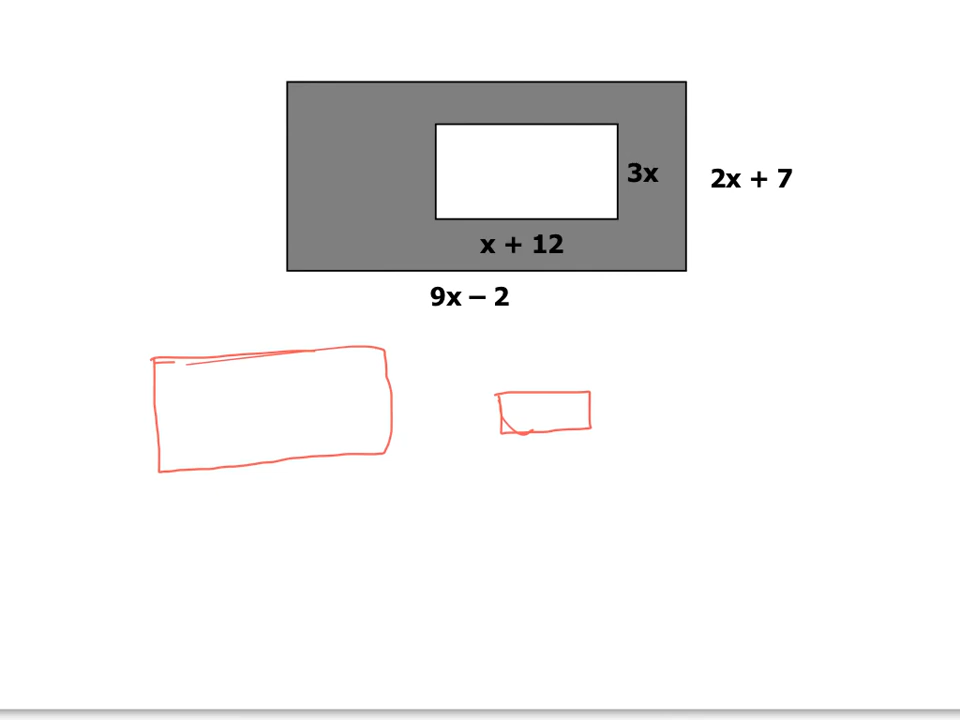 3x
2x + 7
x + 12
9x – 2